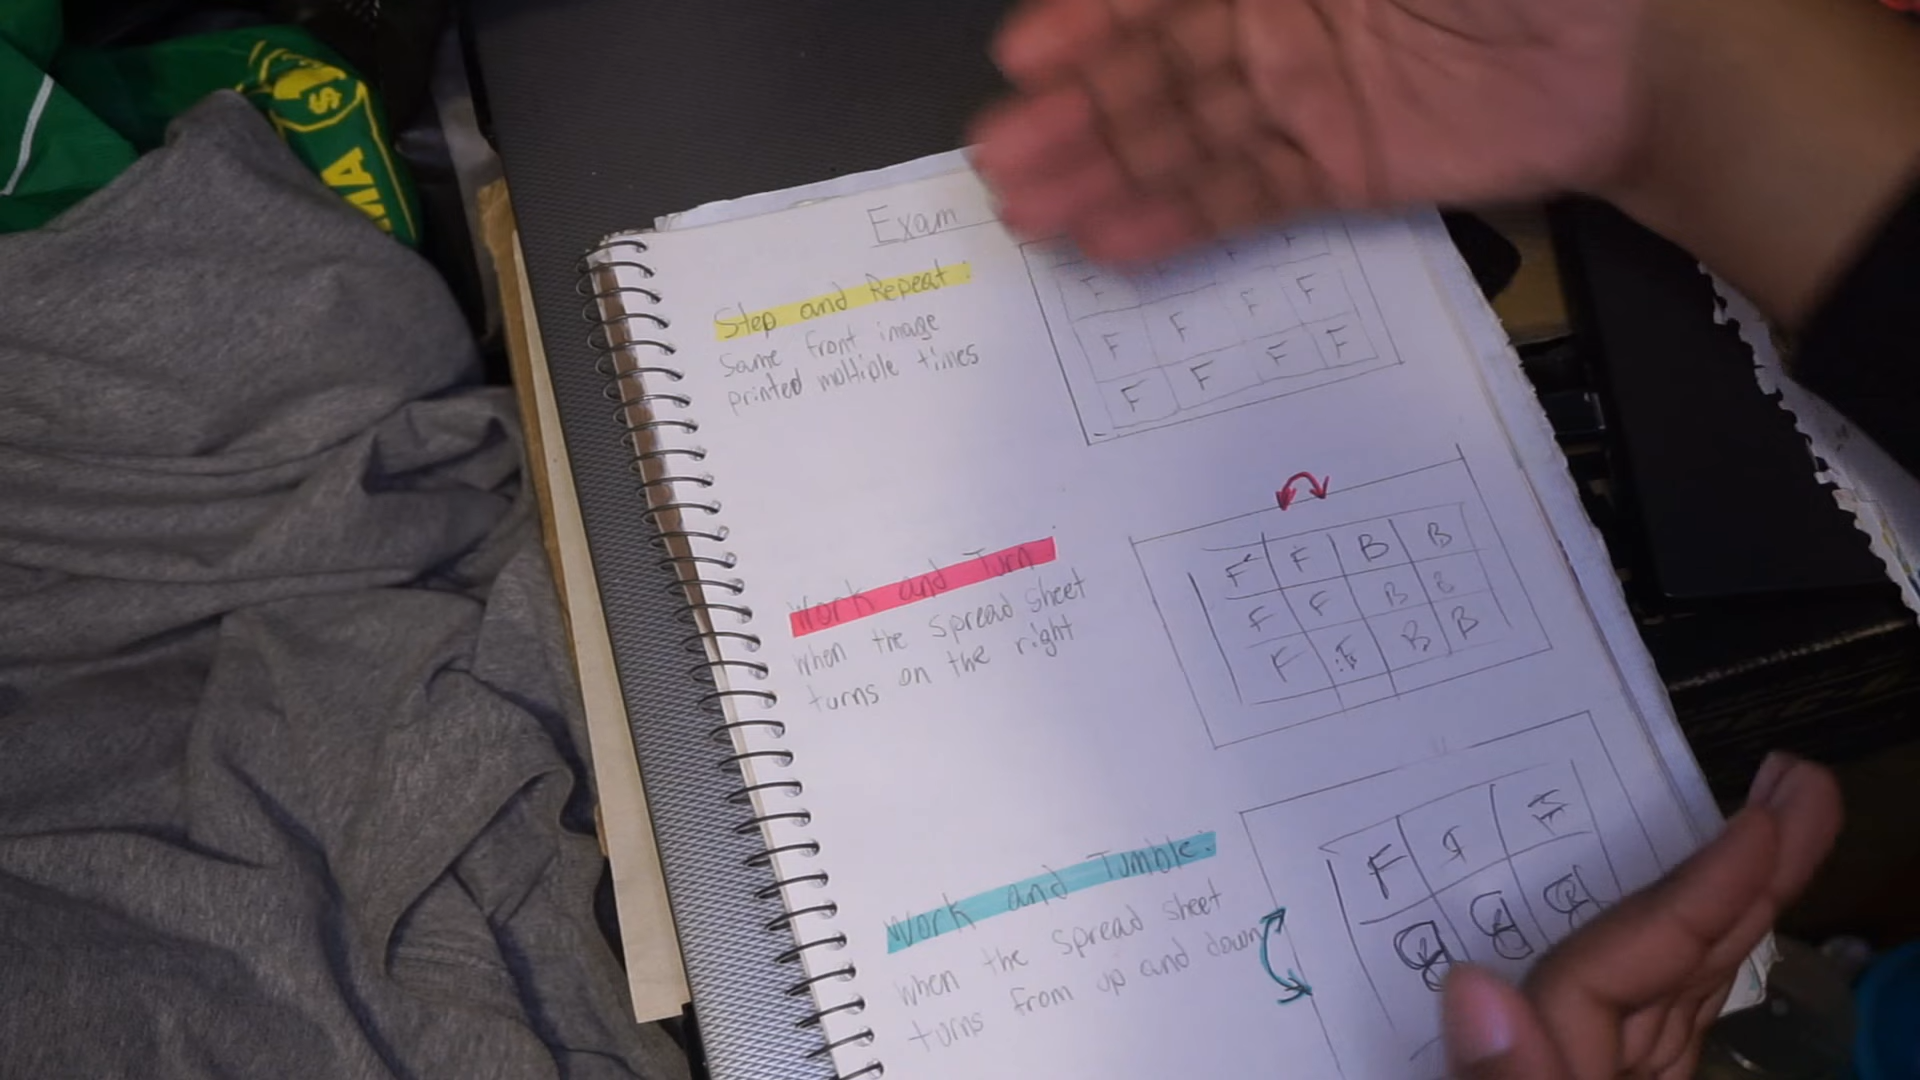 Exam
Step and Repeat:
Same front image
printed multiple times
F
F F F F
F F F F
F F F F
Work and Turn
when the spread sheet
turns on the right
F F B B
F F B B
F F B B
Work and Tumble:
when the spread sheet
turns from up and down
F F F
B B B
$
MA